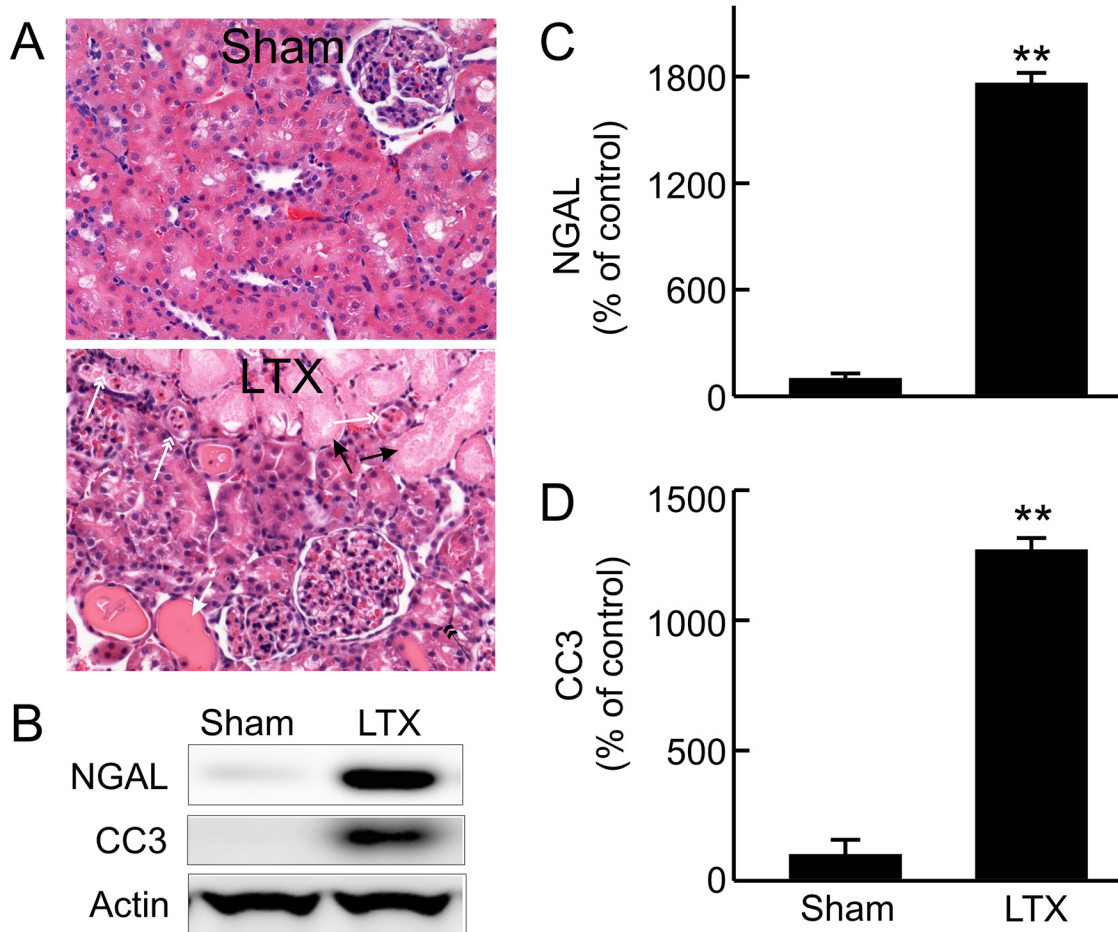 A
Sham
LTX
B
Sham LTX
NGAL
CC3
Actin
C
NGAL
(% of control)
1800
1200
600
0
**
D
CC3
(% of control)
1500
1000
500
0
**
Sham LTX